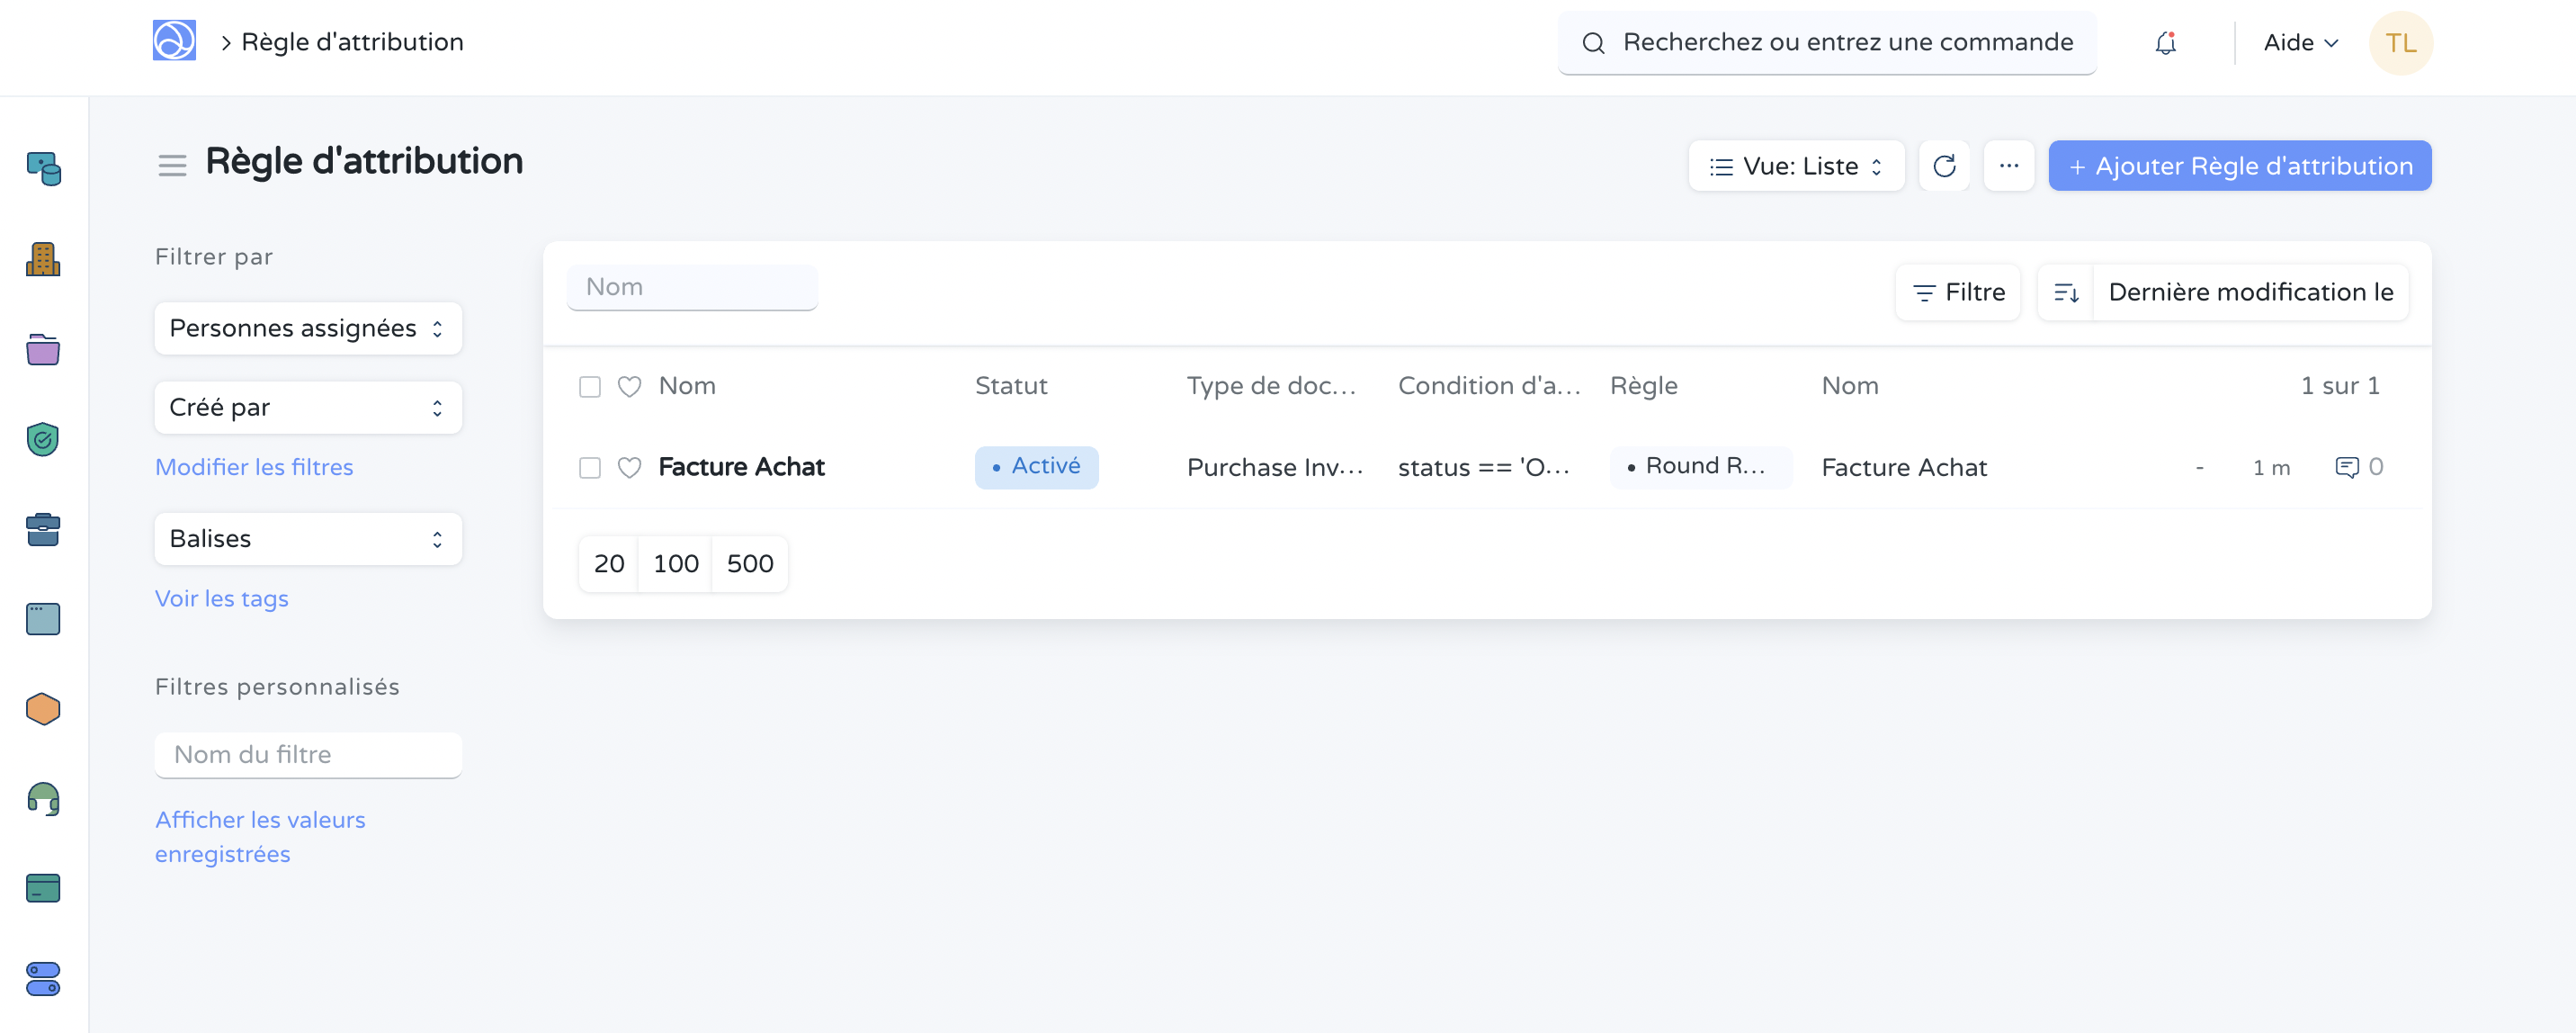 Règle d'attribution
Recherchez ou entrez une commande
Aide
TL
Règle d'attribution
Vue: Liste
...
+ Ajouter Règle d'attribution
Filtrer par
Personnes assignées
Créé par
Modifier les filtres
Balises
Voir les tags
Filtres personnalisés
Nom du filtre
Afficher les valeurs
enregistrées
Nom
Filtre
Dernière modification le
Nom Statut Type de doc... Condition d'a... Règle Nom 1 sur 1
Facture Achat Activé Purchase Inv... status == 'O... Round R... Facture Achat - 1 m 0
20 100 500